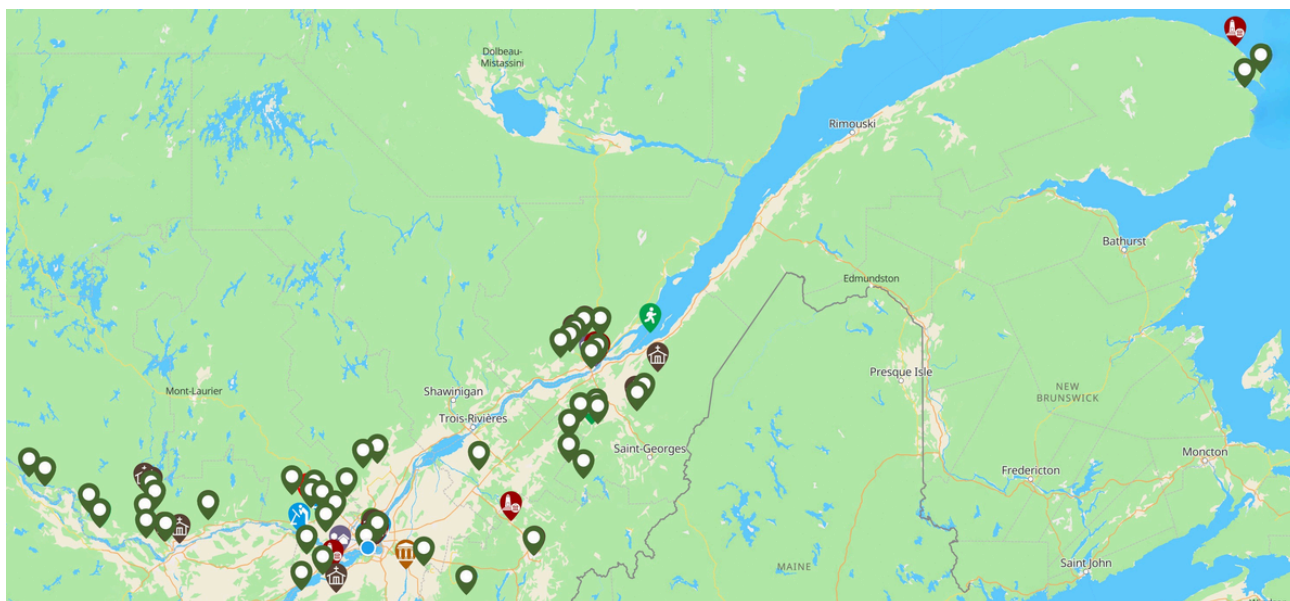 Dolbeau-
Mistassini
Rimouski
Bathurst
Edmundston
Presque Isle
NEW
BRUNSWICK
Mont-Laurier
Shawinigan
Trois-Rivières
Saint-Georges
Fredericton
Moncton
MAINE
Saint John